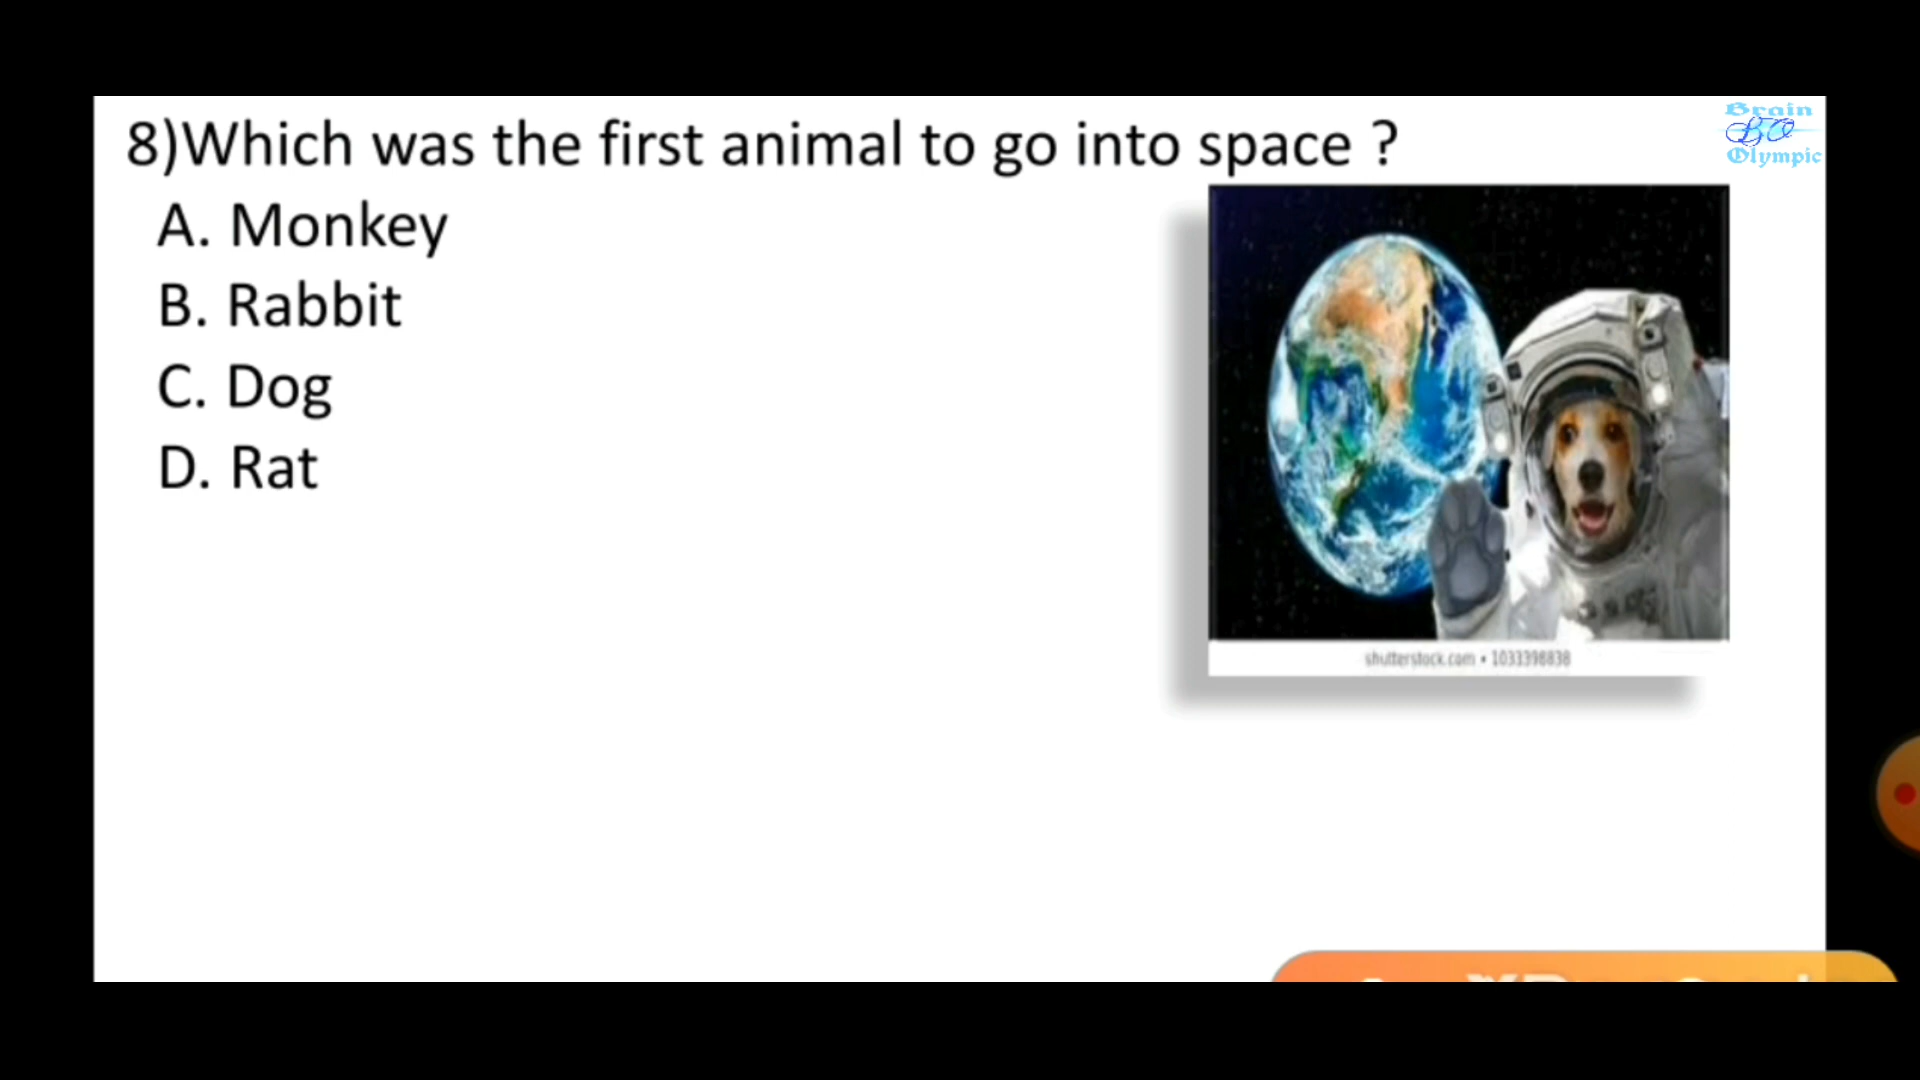 8)Which was the first animal to go into space ?
A. Monkey
B. Rabbit
C. Dog
D. Rat
Brain
BO
Olympic
shutterstock.com • 1033398838